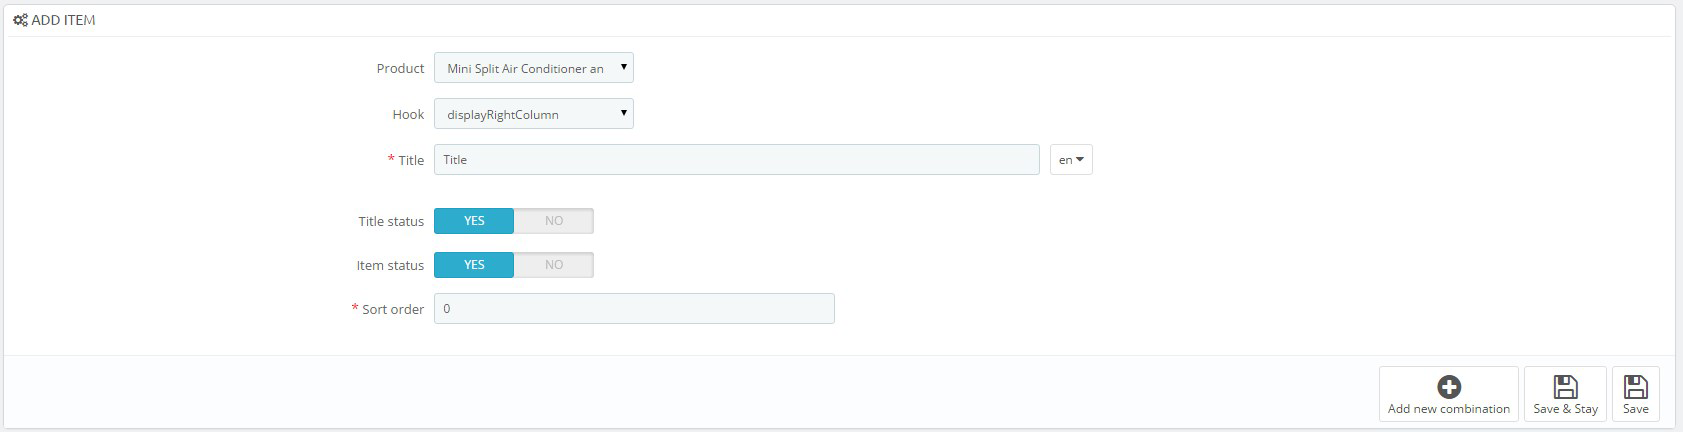 ADD ITEM
Product Mini Split Air Conditioner an
Hook displayRightColumn
* Title Title en
Title status YES NO
Item status YES NO
* Sort order 0
Add new combination Save & Stay Save